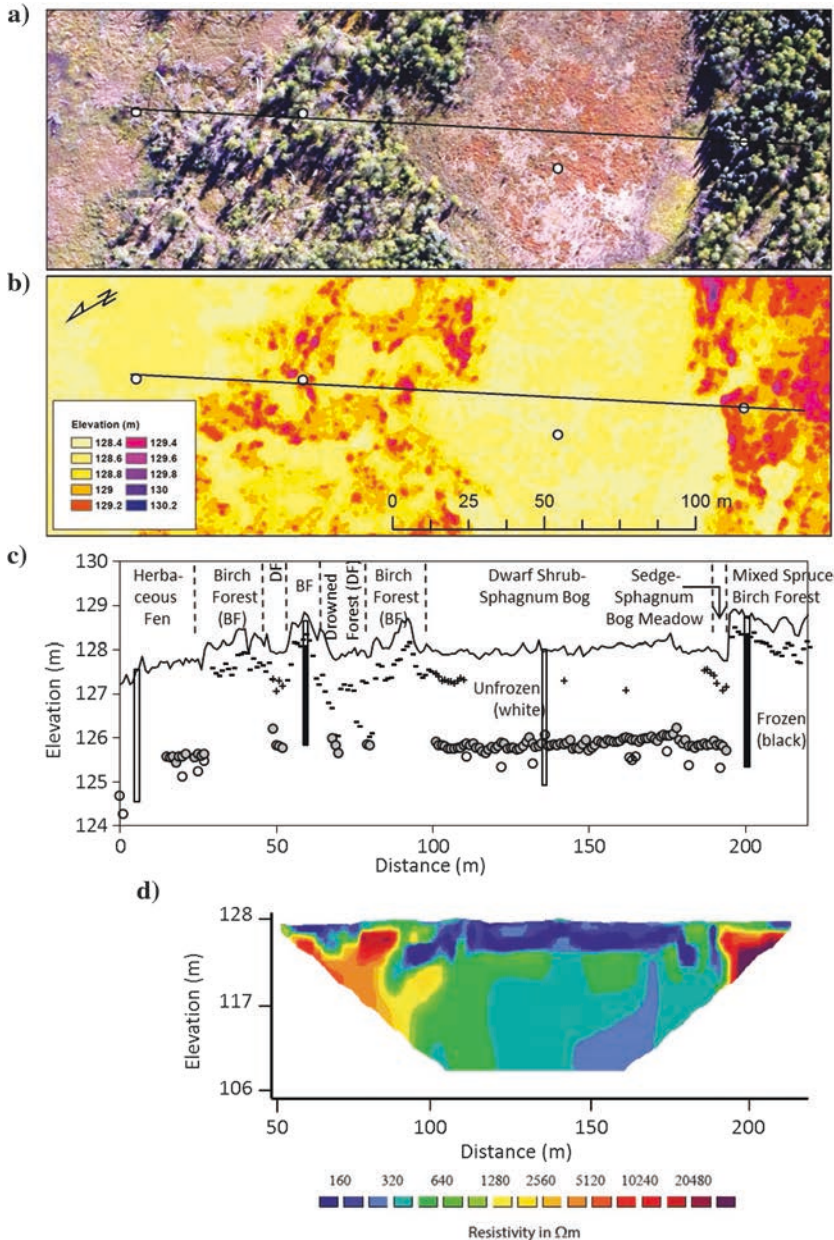 a)
b)
N
Elevation (m)
128.4 129.4
128.6 129.6
128.8 129.8
129 130
129.2 130.2
0 25 50 100 m
c)
130
129
128
127
126
125
124
Elevation (m)
Herba-
ceous
Fen
Birch
Forest (BF)
DF
BF
Drowned
Forest (DF)
Birch
Forest
(BF)
Dwarf Shrub-
Sphagnum Bog
Sedge-
Sphagnum
Bog Meadow
Mixed Spruce
Birch Forest
Unfrozen
(white)
Frozen
(black)
0 50 100 150 200
Distance (m)
d)
128
117
106
Elevation (m)
50 100 150 200
Distance (m)
160 320 640 1280 2560 5120 10240 20480
Resistivity in Ωm